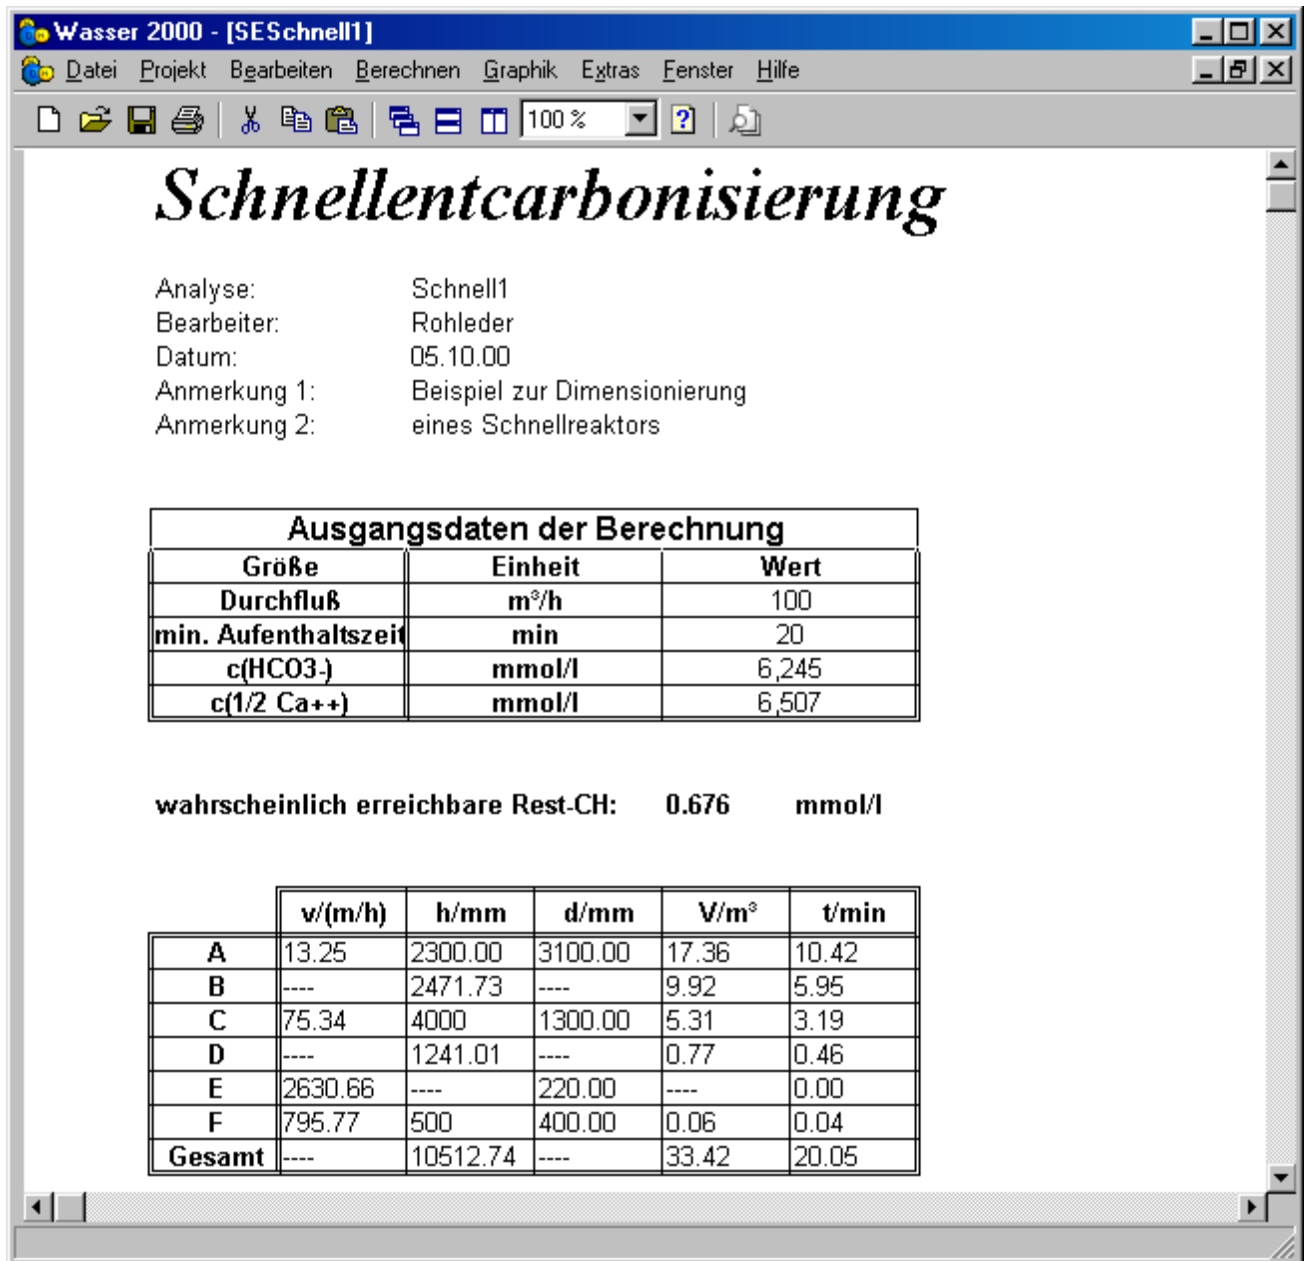 Wasser 2000 - [SESchnell1]
Datei Projekt Bearbeiten Berechnen Graphik Extras Fenster Hilfe
100 %
Schnellentcarbonisierung
Analyse: Schnell1
Bearbeiter: Rohleder
Datum: 05.10.00
Anmerkung 1: Beispiel zur Dimensionierung
Anmerkung 2: eines Schnellreaktors
Ausgangsdaten der Berechnung
Größe Einheit Wert
Durchfluß m³/h 100
min. Aufenthaltszeit min 20
c(HCO3-) mmol/l 6,245
c(1/2 Ca++) mmol/l 6,507
wahrscheinlich erreichbare Rest-CH: 0.676 mmol/l
v/(m/h) h/mm d/mm V/m³ t/min
A 13.25 2300.00 3100.00 17.36 10.42
B ---- 2471.73 ---- 9.92 5.95
C 75.34 4000 1300.00 5.31 3.19
D ---- 1241.01 ---- 0.77 0.46
E 2630.66 ---- 220.00 ---- 0.00
F 795.77 500 400.00 0.06 0.04
Gesamt ---- 10512.74 ---- 33.42 20.05